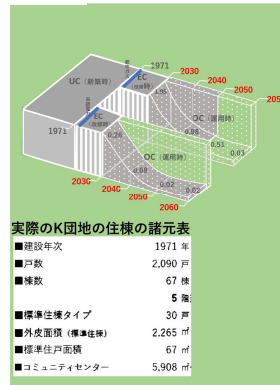 1971
2030
2040
2050
UC (新築時)
EC
(改修時)
1.95
OC (運用時)
0.98
0.51
0.03
1971
EC
(改修時)
0.26
OC (運用時)
0.08
0.02
0.02
2030
2040
2050
2060
実際のK団地の住棟の諸元表
■建設年次 1971 年
■戸数 2,090 戸
■棟数 67 棟
5 階
■標準住棟タイプ 30 戸
■外皮面積 (標準住棟) 2,265 ㎡
■標準住戸面積 67 ㎡
■コミュニティセンター 5,908 ㎡